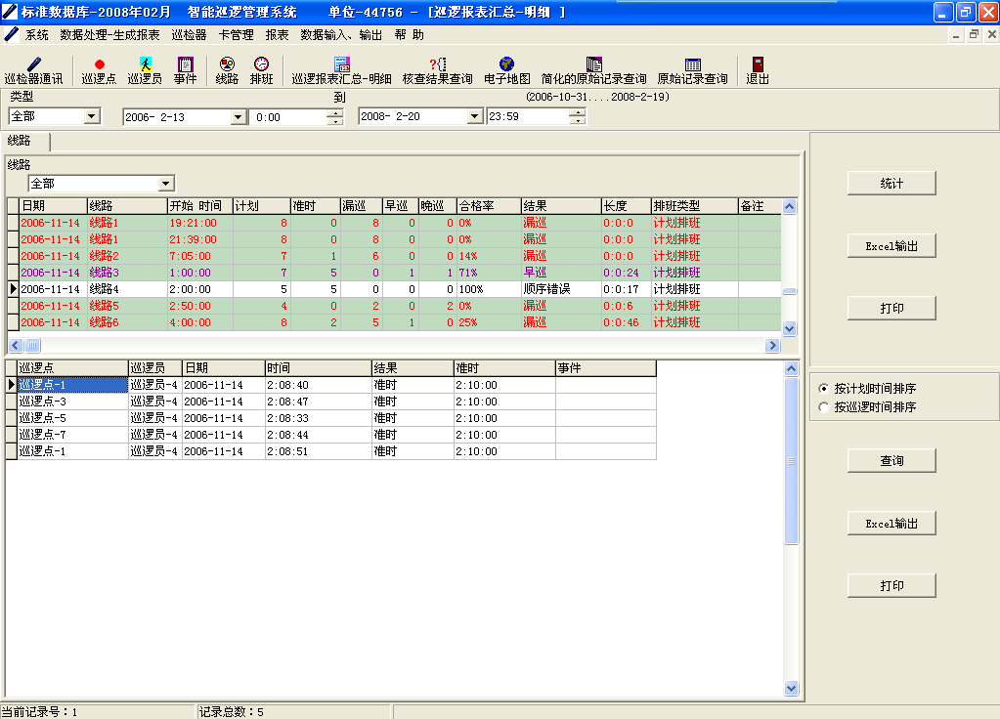 标准数据库-2008年02月 智能巡逻管理系统 单位-44756 - [巡逻报表汇总-明细 ]
系统 数据处理-生成报表 巡检器 卡管理 报表 数据输入、输出 帮 助
巡检器通讯 巡逻点 巡逻员 事件 线路 排班 巡逻报表汇总-明细 核查结果查询 电子地图 简化的原始记录查询 原始记录查询 退出
类型 到 (2006-10-31....2008-2-19)
全部 2006- 2-13 0:00 2008- 2-20 23:59
线路
线路
全部
日期 线路 开始 时间 计划 准时 漏巡 早巡 晚巡 合格率 结果 长度 排班类型 备注
2006-11-14 线路1 19:21:00 8 0 8 0 0 0% 漏巡 0:0:0 计划排班
2006-11-14 线路1 21:39:00 8 0 8 0 0 0% 漏巡 0:0:0 计划排班
2006-11-14 线路2 7:05:00 7 1 6 0 0 14% 漏巡 0:0:0 计划排班
2006-11-14 线路3 1:00:00 7 5 0 1 1 71% 早巡 0:0:24 计划排班
2006-11-14 线路4 2:00:00 5 5 0 0 0 100% 顺序错误 0:0:17 计划排班
2006-11-14 线路5 2:50:00 4 0 2 0 2 0% 漏巡 0:0:6 计划排班
2006-11-14 线路6 4:00:00 8 2 5 1 0 25% 漏巡 0:0:46 计划排班
巡逻点 巡逻员 日期 时间 结果 准时 事件
巡逻点-1 巡逻员-4 2006-11-14 2:08:40 准时 2:10:00
巡逻点-3 巡逻员-4 2006-11-14 2:08:47 准时 2:10:00
巡逻点-5 巡逻员-4 2006-11-14 2:08:33 准时 2:10:00
巡逻点-7 巡逻员-4 2006-11-14 2:08:44 准时 2:10:00
巡逻点-1 巡逻员-4 2006-11-14 2:08:51 准时 2:10:00
统计
Excel输出
打印
按计划时间排序
按巡逻时间排序
查询
Excel输出
打印
当前记录号：1 记录总数：5